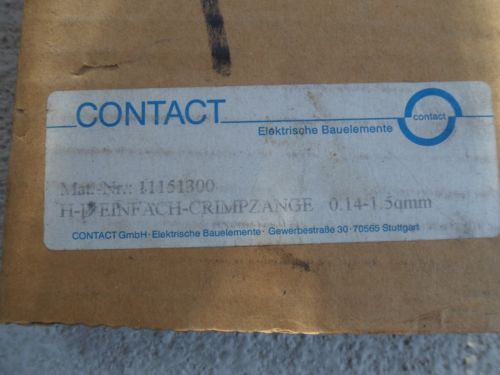 CONTACT
Elektrische Bauelemente
contact
Mat.-Nr.: 11151300
EINFACH-CRIMPZANGE 0.14-1.5qmm
CONTACT GmbH · Elektrische Bauelemente · Gewerbestraße 30 · 70565 Stuttgart